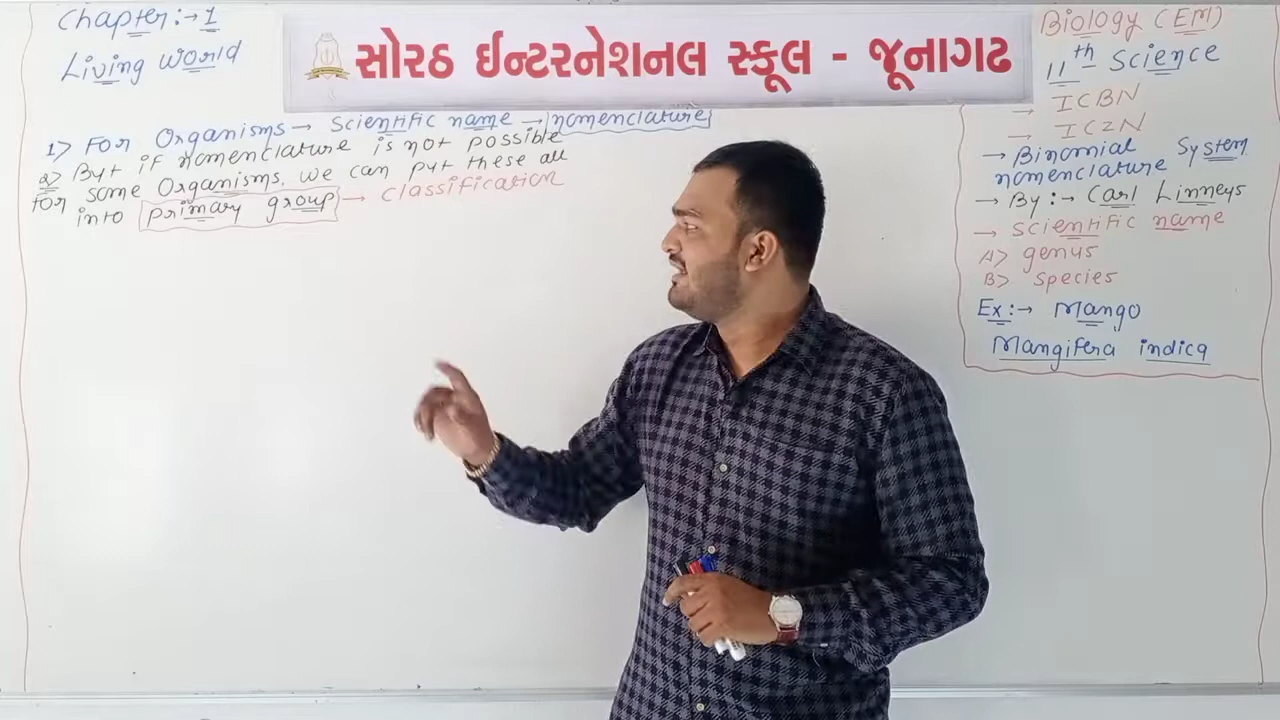 Chapter:→ 1
Living world
સોરઠ ઈન્ટરનેશનલ સ્કૂલ - જૂનાગઢ
1> For Organisms → scientific name → nomenclature
2> But if nomenclature is not possible
for some Organisms. we can put these all
into primary group → classification
Biology (EM)
11th Science
→ ICBN
→ ICZN
→ Binomial System
nomenclature
→ By :→ Carl Linneys
→ scientific name
A> genus
B> species
Ex:→ Mango
Mangifera indica